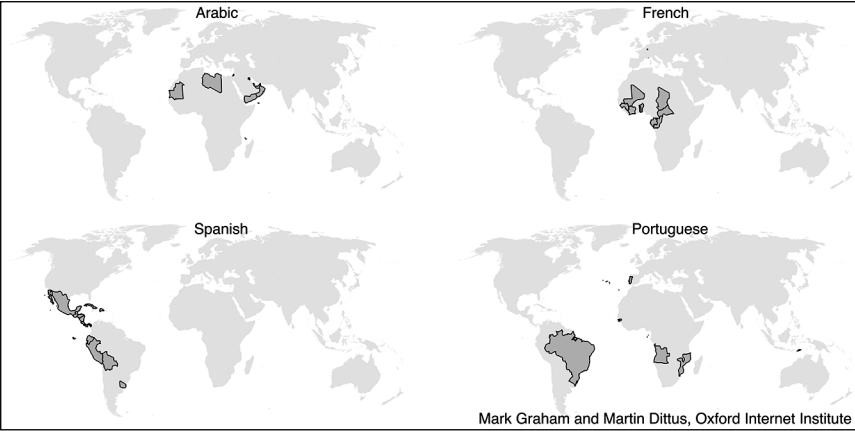 Arabic
French
Spanish
Portuguese
Mark Graham and Martin Dittus, Oxford Internet Institute